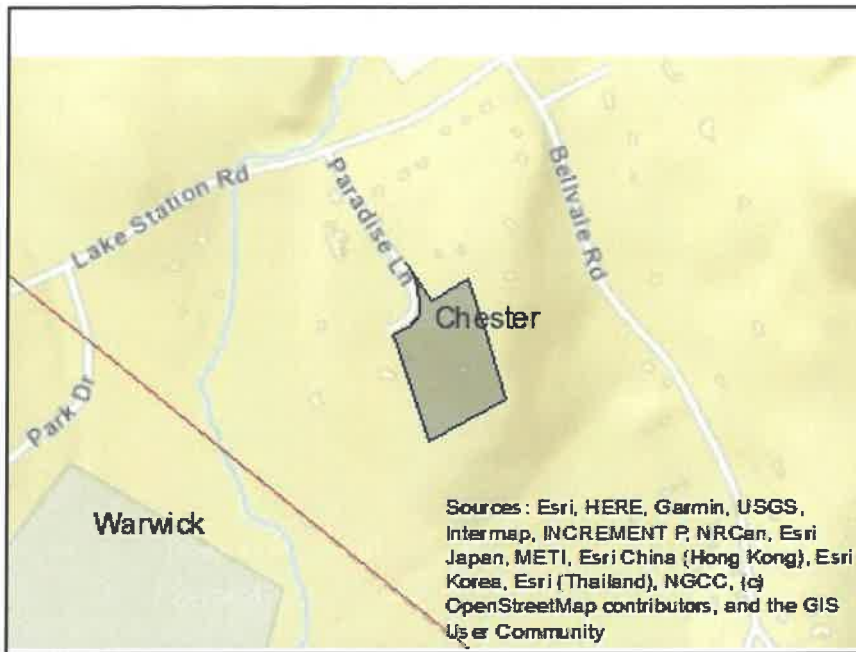 Lake Station Rd
Paradise Ln
Bellvale Rd
Chester
Park Dr
Warwick
Sources: Esri, HERE, Garmin, USGS,
Intermap, INCREMENT P, NRCan, Esri
Japan, METI, Esri China (Hong Kong), Esri
Korea, Esri (Thailand), NGCC, (c)
OpenStreetMap contributors, and the GIS
User Community